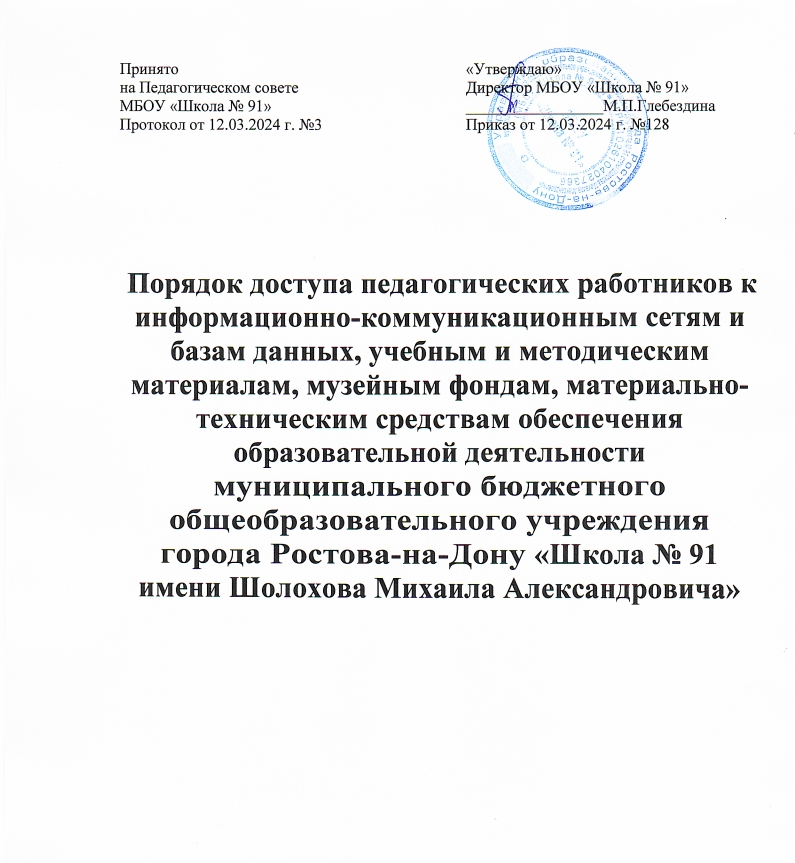 Принято
на Педагогическом совете
МБОУ «Школа № 91»
Протокол от 12.03.2024 г. №3
«Утверждаю»
Директор МБОУ «Школа № 91»
М.П.Глебездина
Приказ от 12.03.2024 г. №128
Порядок доступа педагогических работников к
информационно-коммуникационным сетям и
базам данных, учебным и методическим
материалам, музейным фондам, материально-
техническим средствам обеспечения
образовательной деятельности
муниципального бюджетного
общеобразовательного учреждения
города Ростова-на-Дону «Школа № 91
имени Шолохова Михаила Александровича»